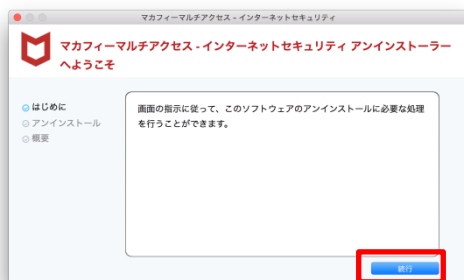 マカフィーマルチアクセス - インターネットセキュリティ
マカフィーマルチアクセス - インターネットセキュリティ アンインストーラー
へようこそ
はじめに
アンインストール
概要
画面の指示に従って、このソフトウェアのアンインストールに必要な処理
を行うことができます。
続行